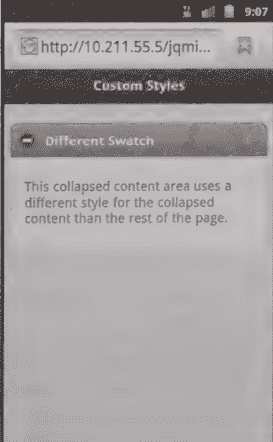 9:07
http://10.211.55.5/jqmi...
Custom Styles
Different Swatch
This collapsed content area uses a
different style for the collapsed
content than the rest of the page.